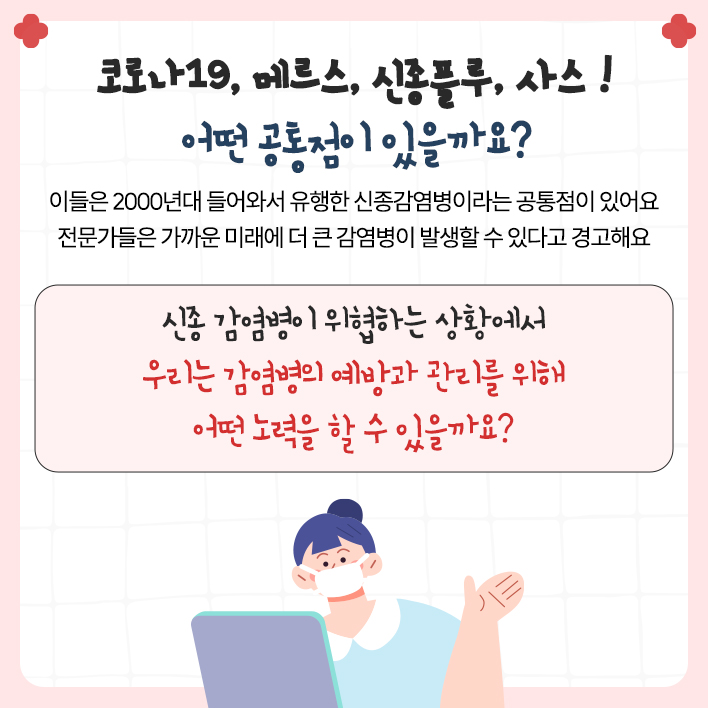 코로나19, 메르스, 신종플루, 사스!
어떤 공통점이 있을까요?
이들은 2000년대 들어와서 유행한 신종감염병이라는 공통점이 있어요
전문가들은 가까운 미래에 더 큰 감염병이 발생할 수 있다고 경고해요
신종 감염병이 위협하는 상황에서
우리는 감염병의 예방과 관리를 위해
어떤 노력을 할 수 있을까요?